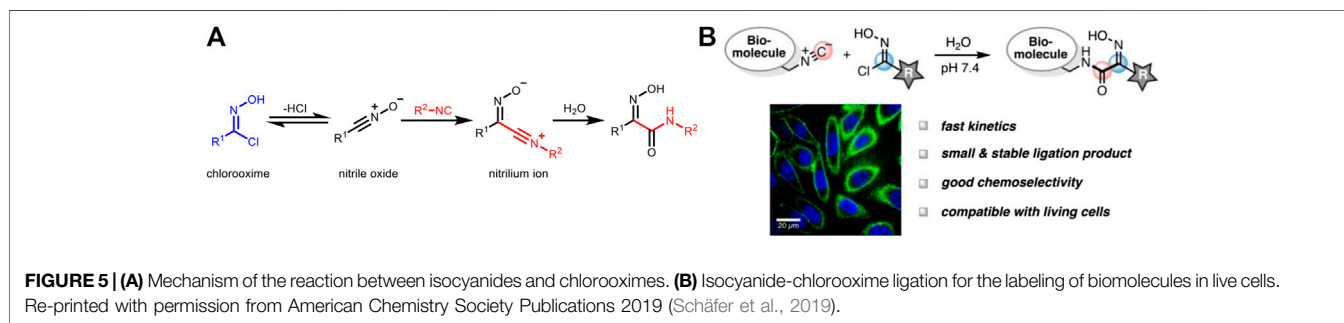 A
OH
N
R1
Cl
chlorooxime
-HCl
O−
N+
R1
nitrile oxide
R2–NC
O−
N
R1
N+
R2
nitrilium ion
H2O
OH
N
H
R1
N
R2
O
B
Bio-
molecule
N+
C−
+
HO
N
Cl
R
H2O
pH 7.4
Bio-
molecule
H
N
HO
N
O
R
20 µm
fast kinetics
small & stable ligation product
good chemoselectivity
compatible with living cells
FIGURE 5 | (A) Mechanism of the reaction between isocyanides and chlorooximes. (B) Isocyanide-chlorooxime ligation for the labeling of biomolecules in live cells.
Re-printed with permission from American Chemistry Society Publications 2019 (Schäfer et al., 2019).